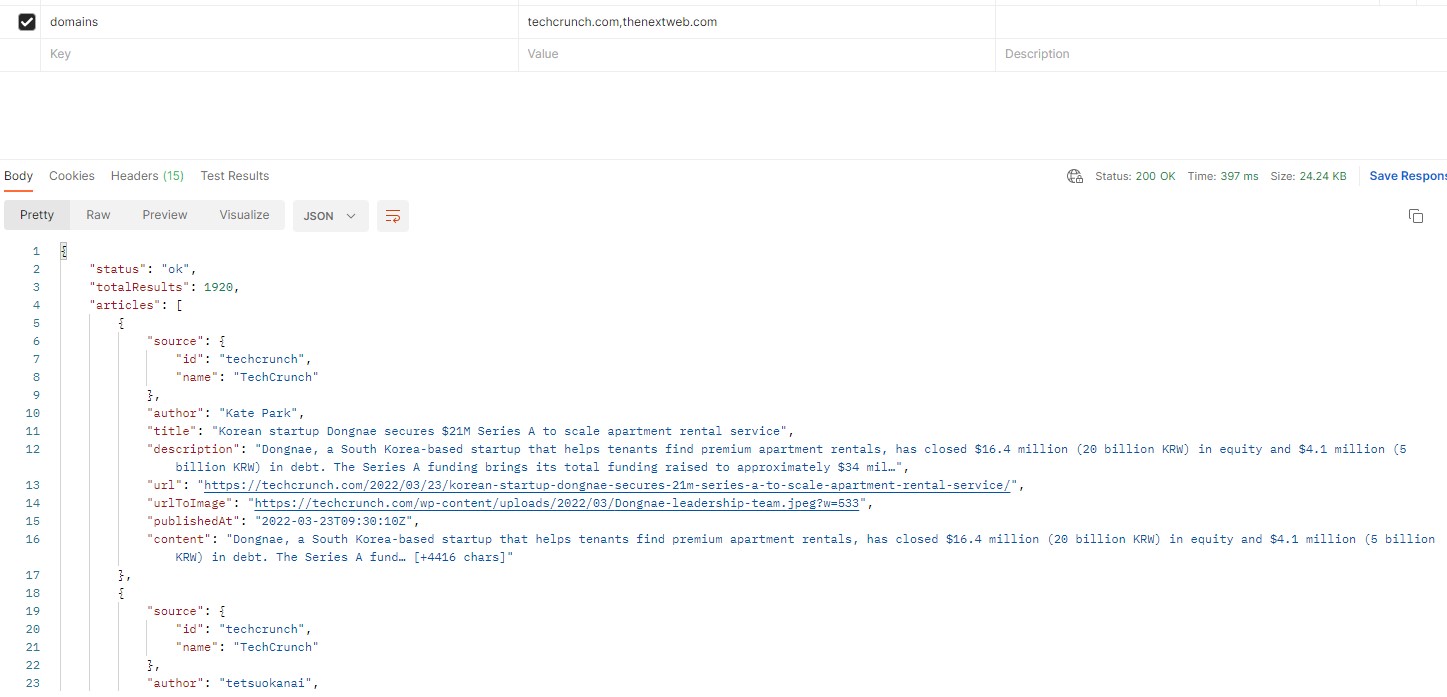 domains techcrunch.com,thenextweb.com
Key Value Description
Body Cookies Headers (15) Test Results Status: 200 OK Time: 397 ms Size: 24.24 KB Save Respons
Pretty Raw Preview Visualize JSON
1 {
2 "status": "ok",
3 "totalResults": 1920,
4 "articles": [
5 {
6 "source": {
7 "id": "techcrunch",
8 "name": "TechCrunch"
9 },
10 "author": "Kate Park",
11 "title": "Korean startup Dongnae secures $21M Series A to scale apartment rental service",
12 "description": "Dongnae, a South Korea-based startup that helps tenants find premium apartment rentals, has closed $16.4 million (20 billion KRW) in equity and $4.1 million (5
billion KRW) in debt. The Series A funding brings its total funding raised to approximately $34 mil…",
13 "url": "https://techcrunch.com/2022/03/23/korean-startup-dongnae-secures-21m-series-a-to-scale-apartment-rental-service/",
14 "urlToImage": "https://techcrunch.com/wp-content/uploads/2022/03/Dongnae-leadership-team.jpeg?w=533",
15 "publishedAt": "2022-03-23T09:30:10Z",
16 "content": "Dongnae, a South Korea-based startup that helps tenants find premium apartment rentals, has closed $16.4 million (20 billion KRW) in equity and $4.1 million (5 billion
KRW) in debt. The Series A fund… [+4416 chars]"
17 },
18 {
19 "source": {
20 "id": "techcrunch",
21 "name": "TechCrunch"
22 },
23 "author": "tetsuokanai",